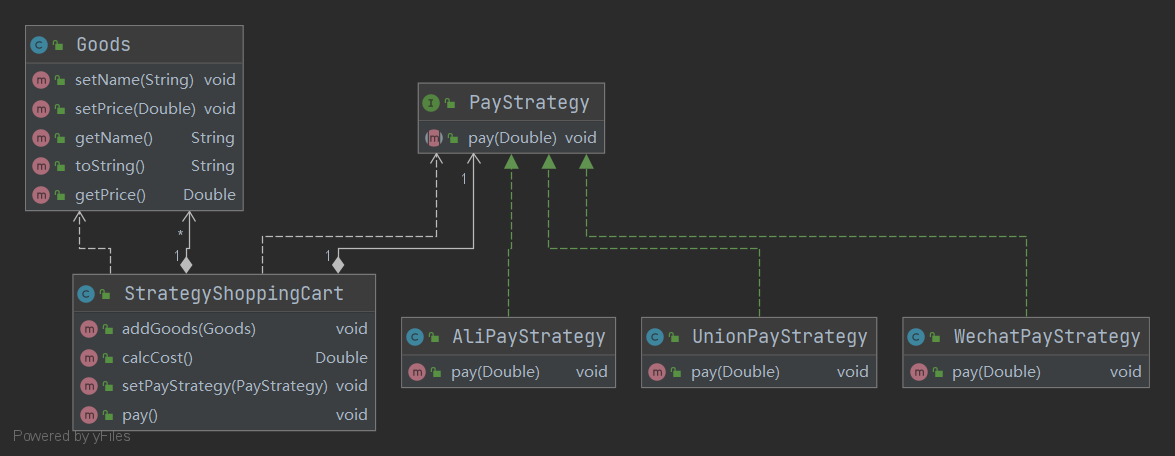 Goods
setName(String) void
setPrice(Double) void
getName() String
toString() String
getPrice() Double
PayStrategy
pay(Double) void
1
*
1
1
StrategyShoppingCart
addGoods(Goods) void
calcCost() Double
setPayStrategy(PayStrategy) void
pay() void
AliPayStrategy
pay(Double) void
UnionPayStrategy
pay(Double) void
WechatPayStrategy
pay(Double) void
Powered by yFiles